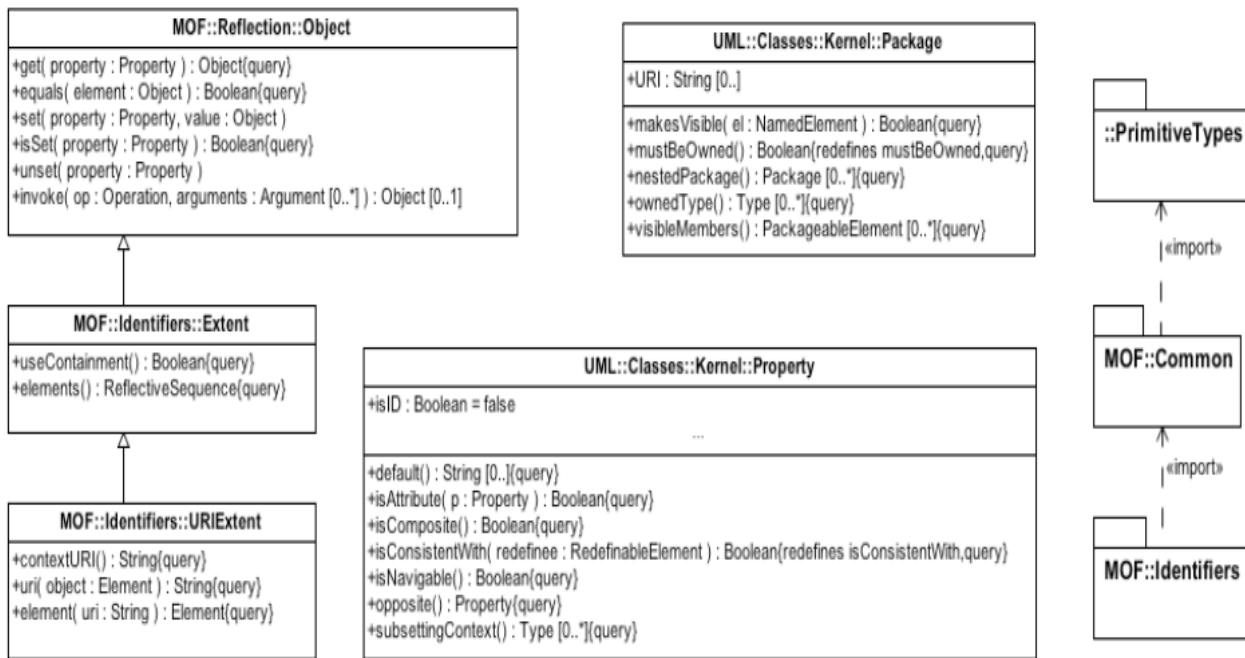 MOF::Reflection::Object
+get( property : Property ) : Object{query}
+equals( element : Object ) : Boolean{query}
+set( property : Property, value : Object )
+isSet( property : Property ) : Boolean{query}
+unset( property : Property )
+invoke( op : Operation, arguments : Argument [0..*] ) : Object [0..1]
MOF::Identifiers::Extent
+useContainment() : Boolean{query}
+elements() : ReflectiveSequence{query}
MOF::Identifiers::URIExtent
+contextURI() : String{query}
+uri( object : Element ) : String{query}
+element( uri : String ) : Element{query}
UML::Classes::Kernel::Package
+URI : String [0..]
+makesVisible( el : NamedElement ) : Boolean{query}
+mustBeOwned() : Boolean{redefines mustBeOwned,query}
+nestedPackage() : Package [0..*]{query}
+ownedType() : Type [0..*]{query}
+visibleMembers() : PackageableElement [0..*]{query}
UML::Classes::Kernel::Property
+isID : Boolean = false
...
+default() : String [0..]{query}
+isAttribute( p : Property ) : Boolean{query}
+isComposite() : Boolean{query}
+isConsistentWith( redefinee : RedefinableElement ) : Boolean{redefines isConsistentWith,query}
+isNavigable() : Boolean{query}
+opposite() : Property{query}
+subsettingContext() : Type [0..*]{query}
::PrimitiveTypes
«import»
MOF::Common
«import»
MOF::Identifiers